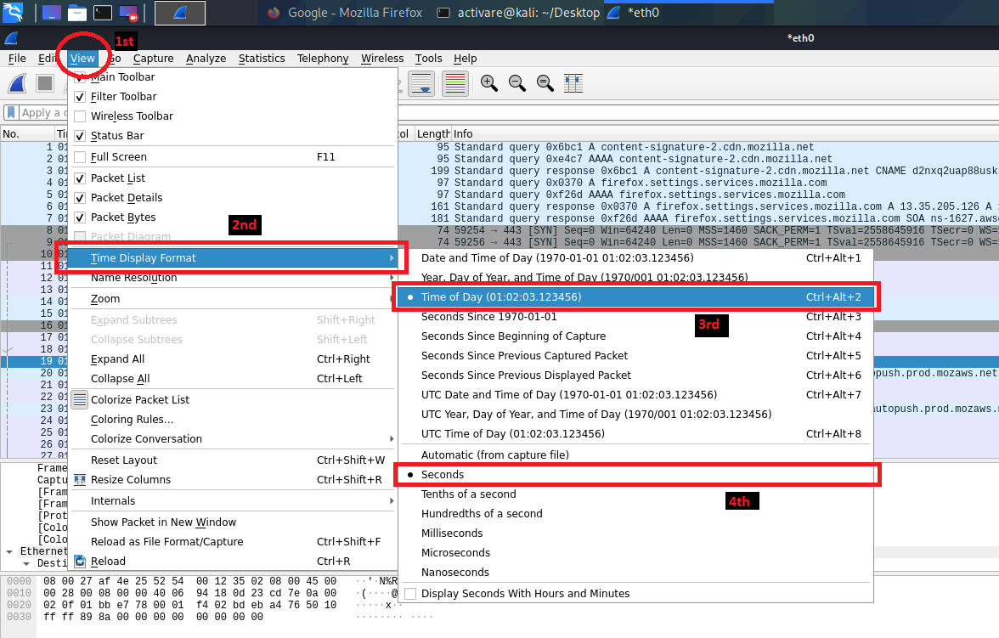 Google - Mozilla Firefox
activare@kali: ~/Desktop
*eth0
1st
*eth0
File Edit View Go Capture Analyze Statistics Telephony Wireless Tools Help
Main Toolbar
Filter Toolbar
Apply a
Wireless Toolbar
Status Bar
No. Length Info
Full Screen F11
Packet List
Packet Details
Packet Bytes
Packet Diagram
2nd
Time Display Format
Name Resolution
Zoom
Expand Subtrees Shift+Right
Collapse Subtrees Shift+Left
Expand All Ctrl+Right
Collapse All Ctrl+Left
Colorize Packet List
Coloring Rules...
Colorize Conversation
Reset Layout Ctrl+Shift+W
Resize Columns Ctrl+Shift+R
Internals
Show Packet in New Window
Reload as File Format/Capture Ctrl+Shift+F
Reload Ctrl+R
1 01 95 Standard query 0x6bc1 A content-signature-2.cdn.mozilla.net
2 01 95 Standard query 0xe4c7 AAAA content-signature-2.cdn.mozilla.net
3 01 199 Standard query response 0x6bc1 A content-signature-2.cdn.mozilla.net CNAME d2nxq2uap88usk
4 01 97 Standard query 0x0370 A firefox.settings.services.mozilla.com
5 01 97 Standard query 0xf26d AAAA firefox.settings.services.mozilla.com
6 01 161 Standard query response 0x0370 A firefox.settings.services.mozilla.com A 13.35.205.126 A
7 01 181 Standard query response 0xf26d AAAA firefox.settings.services.mozilla.com SOA ns-1627.aws
8 01 74 59254 → 443 [SYN] Seq=0 Win=64240 Len=0 MSS=1460 SACK_PERM=1 TSval=2558645916 TSecr=0 WS=
9 01 74 59256 → 443 [SYN] Seq=0 Win=64240 Len=0 MSS=1460 SACK_PERM=1 TSval=2558645916 TSecr=0 WS=
10 01
11 01
12 01
13 01
14 01
15 01
16 01
17 01
18 01
19 01
20 01 push.prod.mozaws.net
21 01
22 01
23 01 utopush.prod.mozaws.n
24 01
25 01
26 01
27 01
Date and Time of Day (1970-01-01 01:02:03.123456) Ctrl+Alt+1
Year, Day of Year, and Time of Day (1970/001 01:02:03.123456)
Time of Day (01:02:03.123456) Ctrl+Alt+2
Seconds Since 1970-01-01 Ctrl+Alt+3
3rd
Seconds Since Beginning of Capture Ctrl+Alt+4
Seconds Since Previous Captured Packet Ctrl+Alt+5
Seconds Since Previous Displayed Packet Ctrl+Alt+6
UTC Date and Time of Day (1970-01-01 01:02:03.123456) Ctrl+Alt+7
UTC Year, Day of Year, and Time of Day (1970/001 01:02:03.123456)
UTC Time of Day (01:02:03.123456) Ctrl+Alt+8
Automatic (from capture file)
Seconds
Tenths of a second
4th
Hundredths of a second
Milliseconds
Microseconds
Nanoseconds
Display Seconds With Hours and Minutes
Frame
Captu
[Fram
[Fram
[Prot
[Colo
[Colo
Ethernet
Desti
0000 08 00 27 af 4e 25 52 54 00 12 35 02 08 00 45 00 ··'·N%R
0010 00 28 00 08 00 00 40 06 94 18 0d 23 cd 7e 0a 00 ·(····@
0020 02 0f 01 bb e7 78 00 01 f4 02 bd eb a4 76 50 10 ·····x··
0030 ff ff 89 8a 00 00 00 00 00 00 00 00 ········ ····